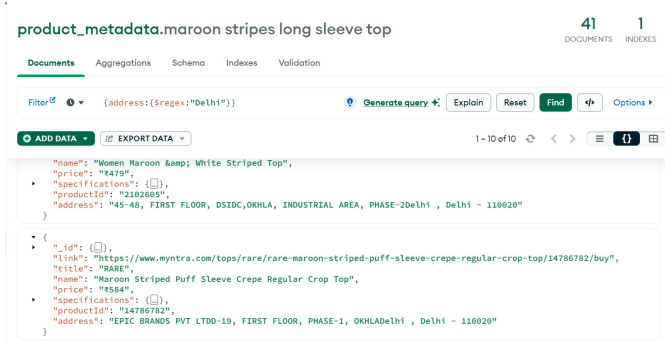 product_metadata.maroon stripes long sleeve top
41
DOCUMENTS
1
INDEXES
Documents Aggregations Schema Indexes Validation
Filter {address:{$regex:"Delhi"}} Generate query Explain Reset Find </> Options
ADD DATA EXPORT DATA 1 – 10 of 10 {}
"name": "Women Maroon &amp; White Striped Top",
"price": "₹479",
"specifications": {…},
"productId": "2102605",
"address": "45-48, FIRST FLOOR, DSIDC,OKHLA, INDUSTRIAL AREA, PHASE-2Delhi , Delhi - 110020"
}
{
"_id": {…},
"link": "https://www.myntra.com/tops/rare/rare-maroon-striped-puff-sleeve-crepe-regular-crop-top/14786782/buy",
"title": "RARE",
"name": "Maroon Striped Puff Sleeve Crepe Regular Crop Top",
"price": "₹584",
"specifications": {…},
"productId": "14786782",
"address": "EPIC BRANDS PVT LTDD-19, FIRST FLOOR, PHASE-1, OKHLADelhi , Delhi - 110020"
}